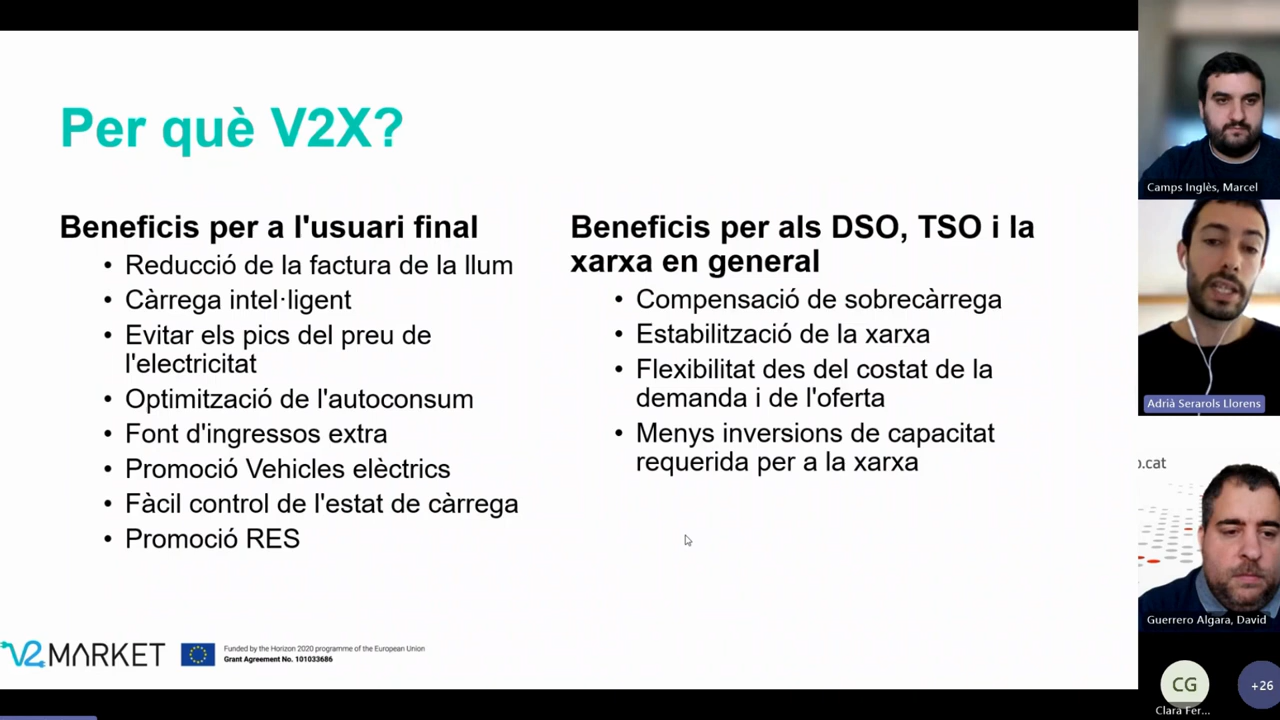 Per què V2X?
Beneficis per a l'usuari final
• Reducció de la factura de la llum
• Càrrega intel·ligent
• Evitar els pics del preu de
l'electricitat
• Optimització de l'autoconsum
• Font d'ingressos extra
• Promoció Vehicles elèctrics
• Fàcil control de l'estat de càrrega
• Promoció RES
Beneficis per als DSO, TSO i la
xarxa en general
• Compensació de sobrecàrrega
• Estabilització de la xarxa
• Flexibilitat des del costat de la
demanda i de l'oferta
• Menys inversions de capacitat
requerida per a la xarxa
V2MARKET
Funded by the Horizon 2020 programme of the European Union
Grant Agreement No. 101033686
Camps Inglès, Marcel
Adrià Serarols Llorens
o.cat
Guerrero Algara, David
CG
Clara Fer...
+26